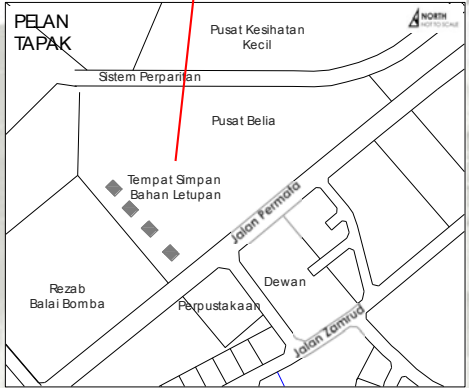 PELAN
TAPAK
NORTH
NOT TO SCALE
Pusat Kesihatan
Kecil
Sistem Perparitan
Pusat Belia
Tempat Simpan
Bahan Letupan
Jalan Permata
Rezab
Balai Bomba
Dewan
Perpustakaan
Jalan Zamrud